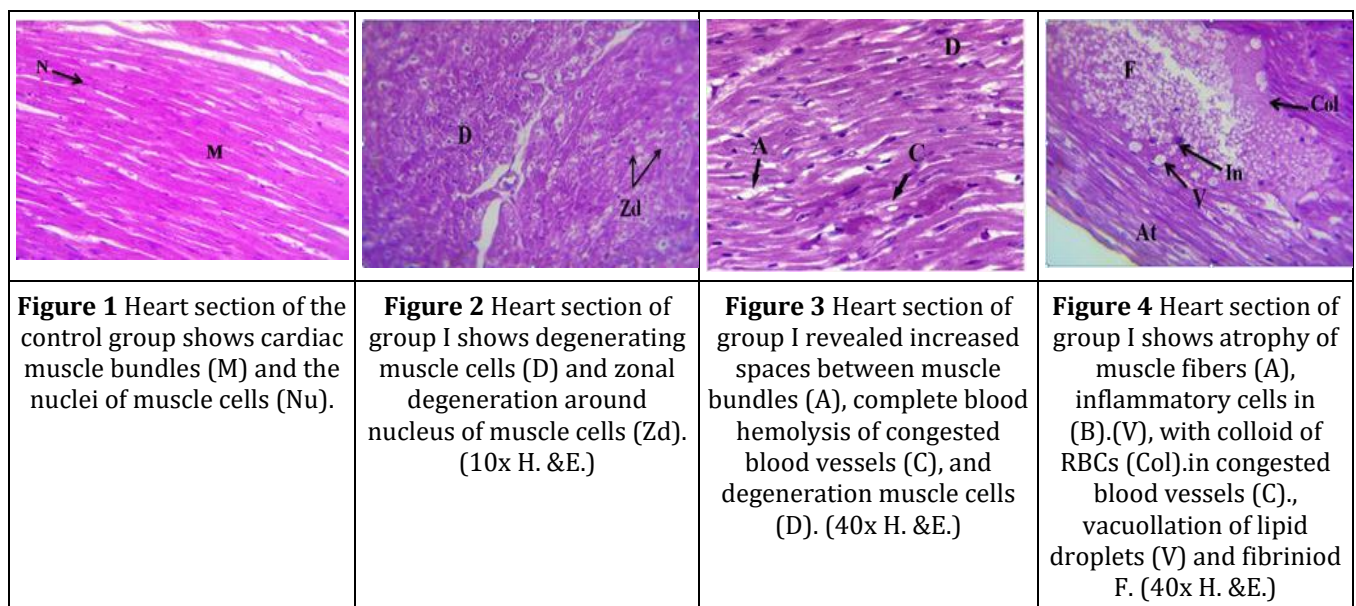 N
M
D
Zd
D
A
C
F
Col
In
V
At
Figure 1 Heart section of the
control group shows cardiac
muscle bundles (M) and the
nuclei of muscle cells (Nu).
Figure 2 Heart section of
group I shows degenerating
muscle cells (D) and zonal
degeneration around
nucleus of muscle cells (Zd).
(10x H. &E.)
Figure 3 Heart section of
group I revealed increased
spaces between muscle
bundles (A), complete blood
hemolysis of congested
blood vessels (C), and
degeneration muscle cells
(D). (40x H. &E.)
Figure 4 Heart section of
group I shows atrophy of
muscle fibers (A),
inflammatory cells in
(B).(V), with colloid of
RBCs (Col).in congested
blood vessels (C).,
vacuollation of lipid
droplets (V) and fibriniod
F. (40x H. &E.)